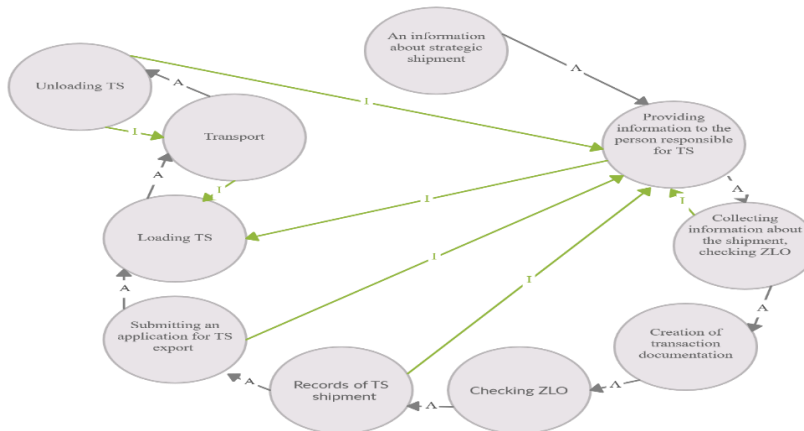 An information
about strategic
shipment
Unloading TS
A
Λ
I
Providing
information to the
person responsible
for TS
I
Transport
A
I
I
Λ
I
Collecting
information about
the shipment,
checking ZLO
Loading TS
I
I
A
Λ
Submitting an
application for TS
export
Creation of
transaction
documentation
A
Records of TS
shipment
Λ
Checking ZLO
Λ